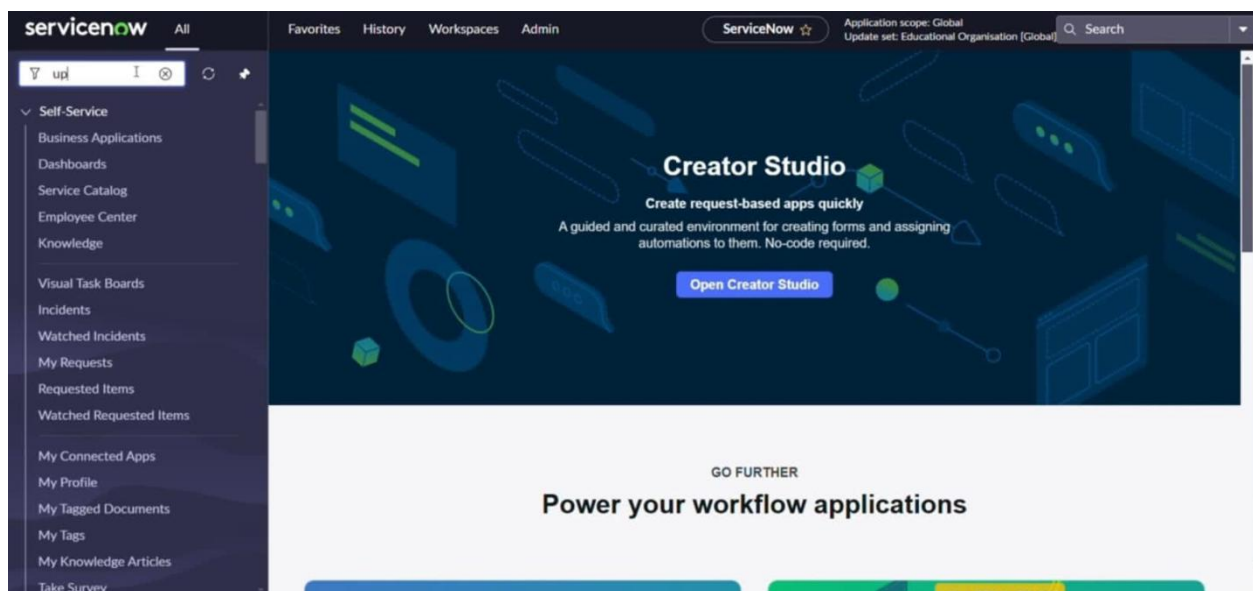 servicenow All Favorites History Workspaces Admin ServiceNow ☆ Application scope: Global
Update set: Educational Organisation [Global] Search
up
Self-Service
Business Applications
Dashboards
Service Catalog
Employee Center
Knowledge
Visual Task Boards
Incidents
Watched Incidents
My Requests
Requested Items
Watched Requested Items
My Connected Apps
My Profile
My Tagged Documents
My Tags
My Knowledge Articles
Take Survey
Creator Studio
Create request-based apps quickly
A guided and curated environment for creating forms and assigning
automations to them. No-code required.
Open Creator Studio
GO FURTHER
Power your workflow applications